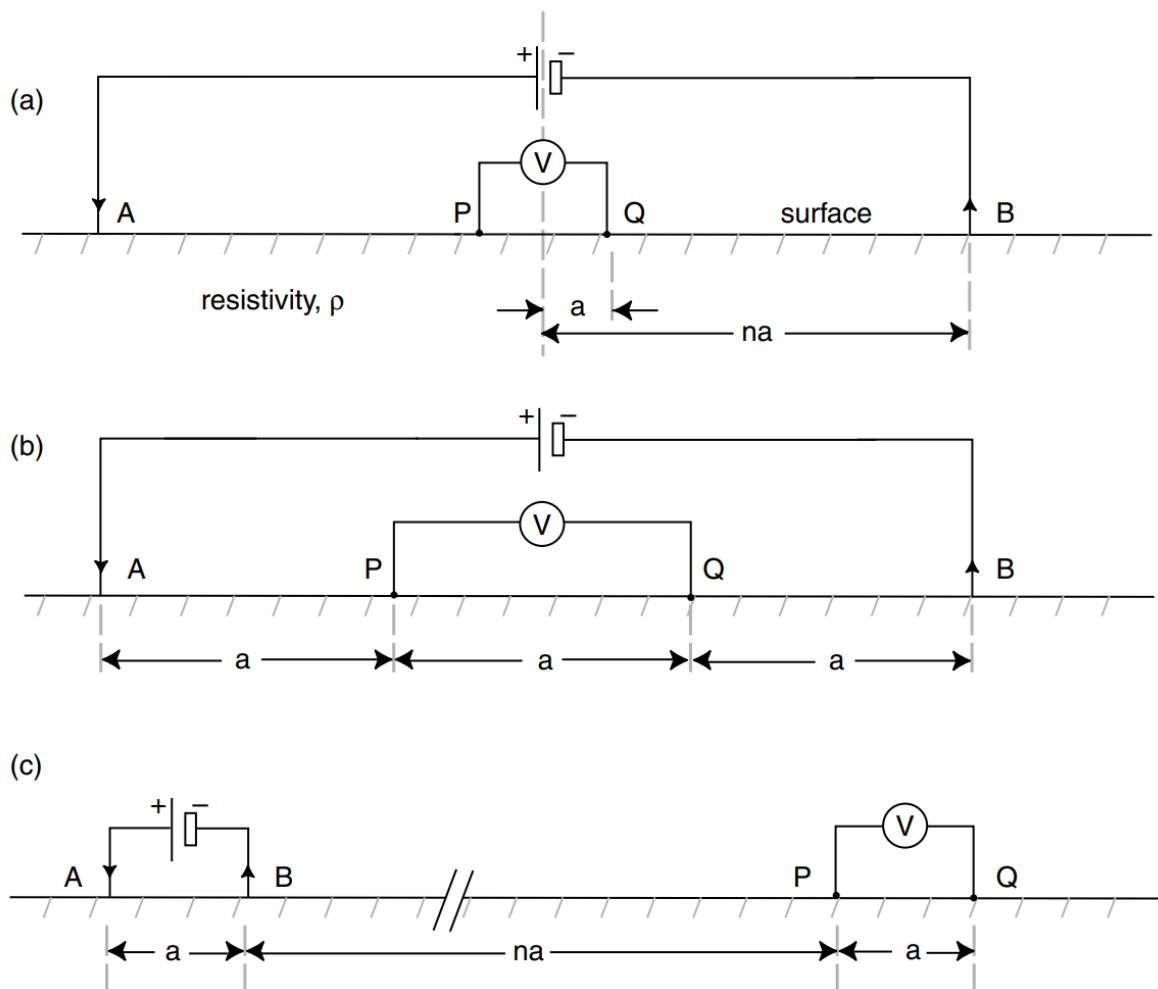 (a)
+ −
V
A P Q surface B
resistivity, ρ
a
na
(b)
+ −
V
A P Q B
a a a
(c)
+ −
V
A B P Q
a na a